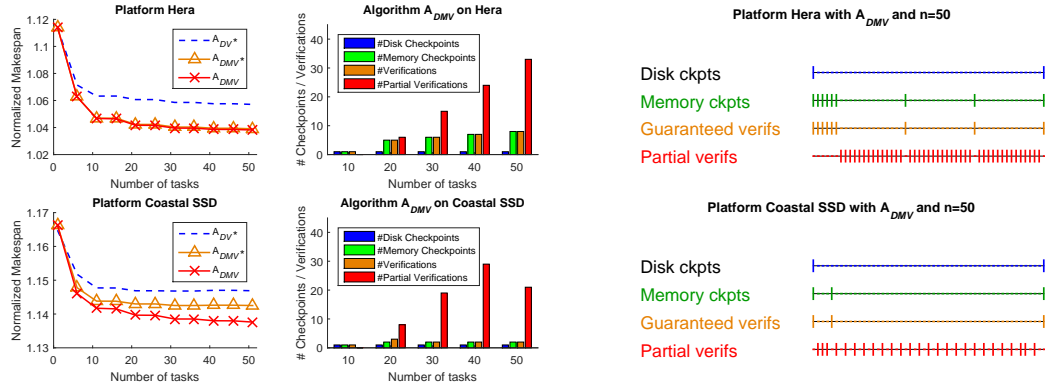 Platform Hera
Normalized Makespan
1.12
1.1
1.08
1.06
1.04
1.02
0 10 20 30 40 50
Number of tasks
A_DV*
A_DMV*
A_DMV
Algorithm A_DMV on Hera
# Checkpoints / Verifications
40
30
20
10
0
10 20 30 40 50
Number of tasks
#Disk Checkpoints
#Memory Checkpoints
#Verifications
#Partial Verifications
Platform Hera with A_DMV and n=50
Disk ckpts
Memory ckpts
Guaranteed verifs
Partial verifs
Platform Coastal SSD
Normalized Makespan
1.17
1.16
1.15
1.14
1.13
0 10 20 30 40 50
Number of tasks
A_DV*
A_DMV*
A_DMV
Algorithm A_DMV on Coastal SSD
# Checkpoints / Verifications
40
30
20
10
0
10 20 30 40 50
Number of tasks
#Disk Checkpoints
#Memory Checkpoints
#Verifications
#Partial Verifications
Platform Coastal SSD with A_DMV and n=50
Disk ckpts
Memory ckpts
Guaranteed verifs
Partial verifs